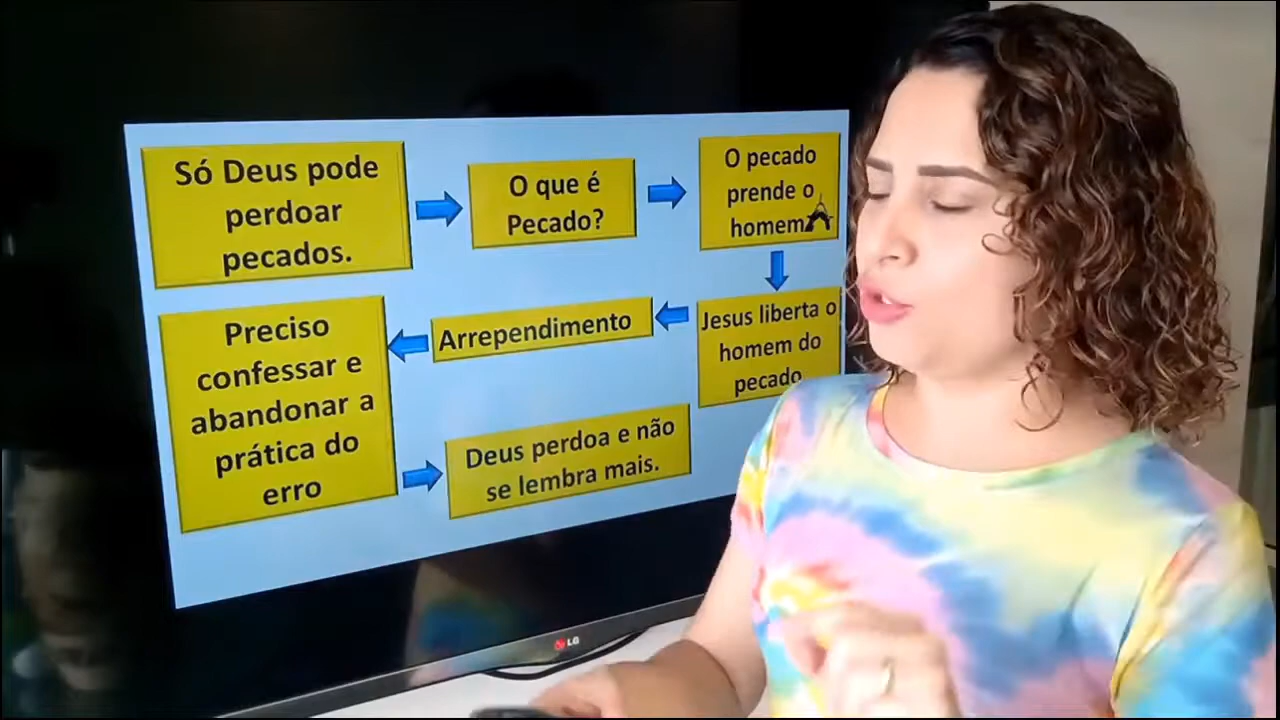 Só Deus pode
perdoar
pecados.
O que é
Pecado?
O pecado
prende o
homem
Jesus liberta o
homem do
pecado
Arrependimento
Preciso
confessar e
abandonar a
prática do
erro
Deus perdoa e não
se lembra mais.
LG